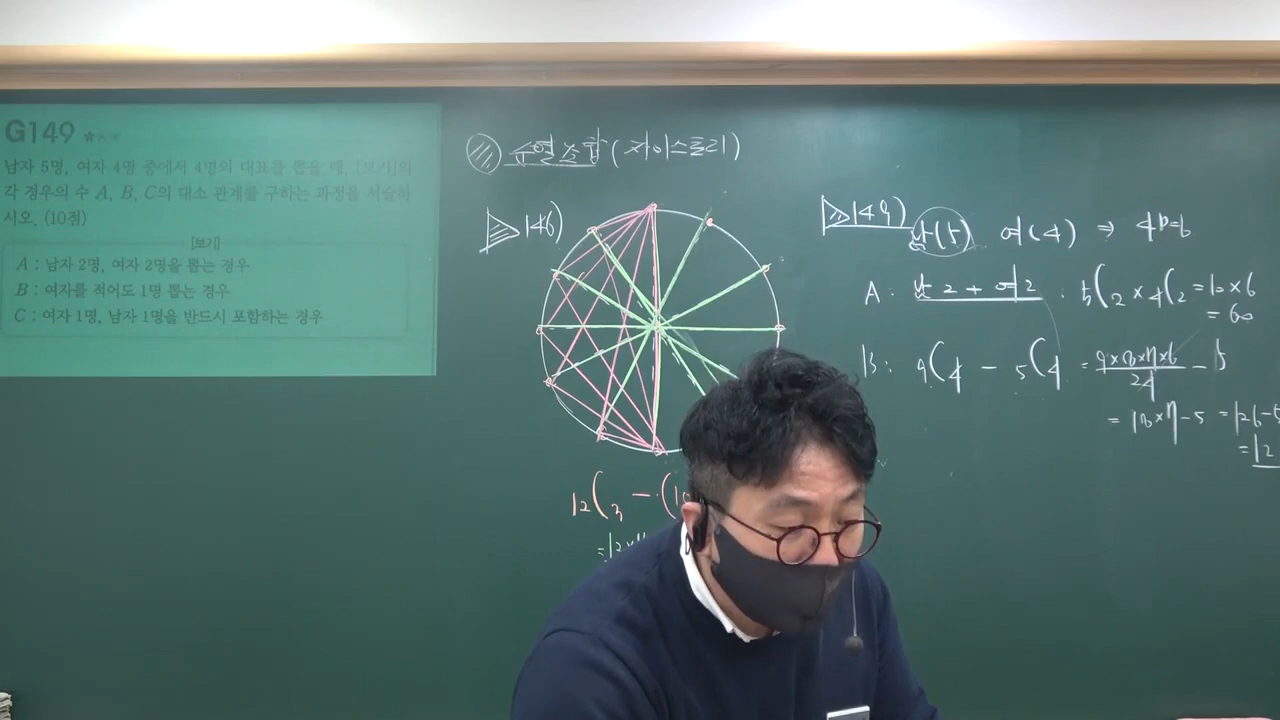 G149
남자 5명, 여자 4명 중에서 4명의 대표를 뽑을 때, [보기]의
각 경우의 수 A, B, C의 대소 관계를 구하는 과정을 서술하
시오. (10점)
[보기]
A : 남자 2명, 여자 2명을 뽑는 경우
B : 여자를 적어도 1명 뽑는 경우
C : 여자 1명, 남자 1명을 반드시 포함하는 경우
순열조합(자이스토리)
146)
12C3 - (10
=12×11
149)
남(5) 여(4) ⇒ 4명
A: 남2 + 여2 : 5C2 × 4C2 = 10×6
= 60
B: 9C4 - 5C4 = 9×8×7×6/24 - 5
= 18×7-5 = 126-5
= 12